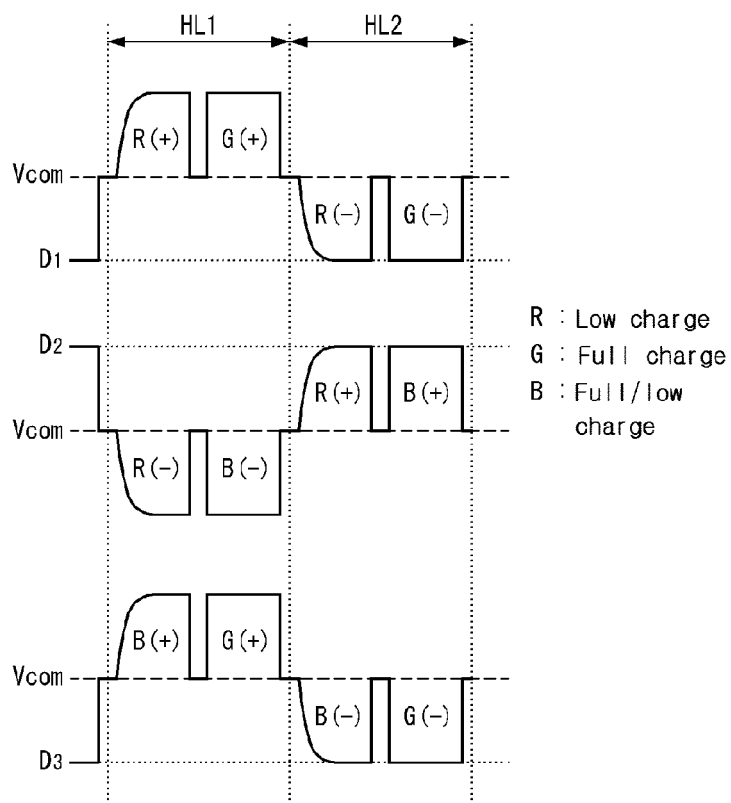 HL1 HL2
R(+) G(+)
Vcom
R(-) G(-)
D1
D2
R(+) B(+)
Vcom
R(-) B(-)
B(+) G(+)
Vcom
B(-) G(-)
D3
R : Low charge
G : Full charge
B : Full/low
charge